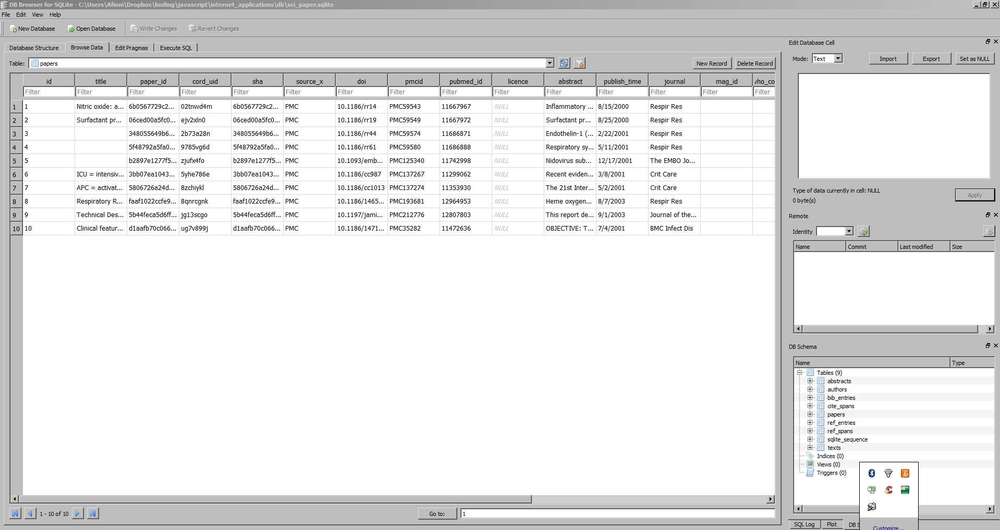 DB Browser for SQLite - C:\Users\Afioni\Dropbox\koding\javascript\internet_applications\db\sci_paper.sqlite
File Edit View Help
New Database Open Database Write Changes Revert Changes
Database Structure Browse Data Edit Pragmas Execute SQL
Table: papers New Record Delete Record
id title paper_id cord_uid sha source_x doi pmcid pubmed_id licence abstract publish_time journal mag_id vho_co
Filter Filter Filter Filter Filter Filter Filter Filter Filter Filter Filter Filter Filter Filter Filter
1 1 Nitric oxide: a... 6b0567729c2... 02tnwd4m 6b0567729c2... PMC 10.1186/rr14 PMC59543 11667967 NULL Inflammatory ... 8/15/2000 Respir Res
2 2 Surfactant pr... 06ced00a5fc0... ejv2xln0 06ced00a5fc0... PMC 10.1186/rr19 PMC59549 11667972 NULL Surfactant pr... 8/25/2000 Respir Res
3 3 348055649b6... 2b73a28n 348055649b6... PMC 10.1186/rr44 PMC59574 11686871 NULL Endothelin-1 (... 2/22/2001 Respir Res
4 4 5f48792a5fa0... 9785vg6d 5f48792a5fa0... PMC 10.1186/rr61 PMC59580 11686888 NULL Respiratory sy... 5/11/2001 Respir Res
5 5 b2897e1277f5... zjufx4fo b2897e1277f5... PMC 10.1093/emb... PMC125340 11742998 NULL Nidovirus sub... 12/17/2001 The EMBO Jo...
6 6 ICU = intensiv... 3bb07ea1043... 5yhe786e 3bb07ea1043... PMC 10.1186/cc987 PMC137267 11299062 NULL Recent eviden... 3/8/2001 Crit Care
7 7 APC = activat... 5806726a24d... 8zchiykl 5806726a24d... PMC 10.1186/cc1013 PMC137274 11353930 NULL The 21st Inter... 5/2/2001 Crit Care
8 8 Respiratory R... faaf1022ccfe9... 8qnrcgnk faaf1022ccfe9... PMC 10.1186/1465... PMC193681 12964953 NULL Heme oxygen... 8/7/2003 Respir Res
9 9 Technical Des... 5b44feca5d6ff... jg13scgo 5b44feca5d6ff... PMC 10.1197/jami... PMC212776 12807803 NULL This report de... 9/1/2003 Journal of the...
10 10 Clinical featur... d1aafb70c066... ug7v899j d1aafb70c066... PMC 10.1186/1471... PMC35282 11472636 NULL OBJECTIVE: T... 7/4/2001 BMC Infect Dis
1 - 10 of 10 Go to: 1
Edit Database Cell
Mode: Text Import Export Set as NULL
Type of data currently in cell: NULL
0 byte(s)
Apply
Remote
Identity
Name Commit Last modified Size
DB Schema
Name Type
Tables (9)
abstracts
authors
bib_entries
cite_spans
papers
ref_entries
ref_spans
sqlite_sequence
texts
Indices (0)
Views (0)
Triggers (0)
SQL Log Plot DB S
Customize...